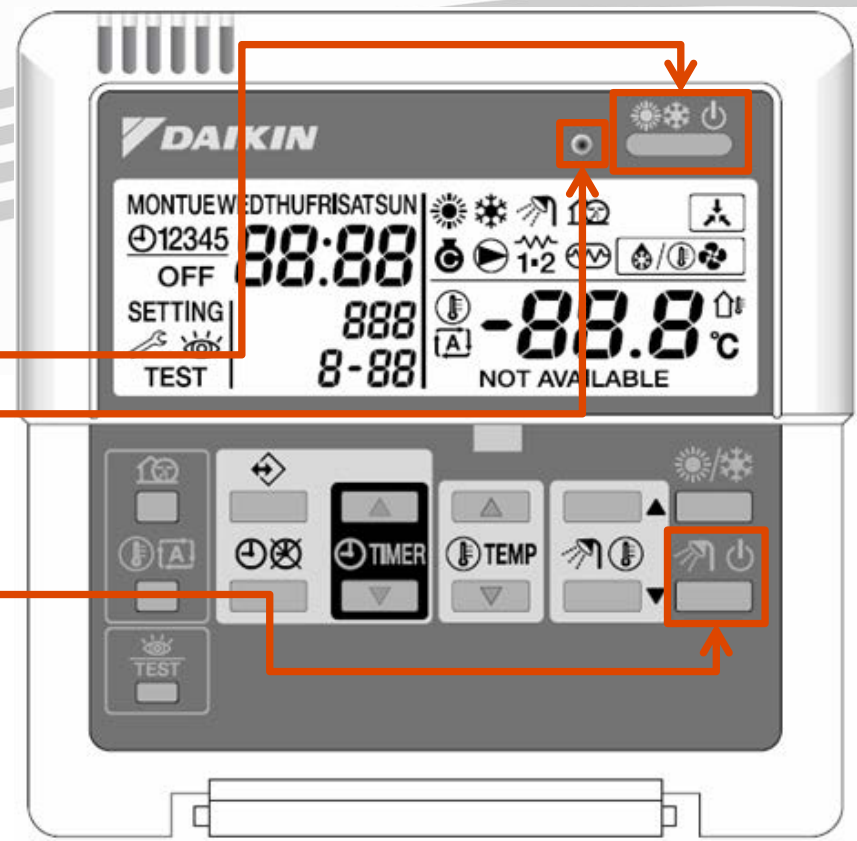 DAIKIN
MONTUEWEDTHUFRISATSUN
12345
88:88
OFF
SETTING
888
TEST
8-88
1•2
A
-88.8
°C
NOT AVAILABLE
A
TIMER
TEMP
TEST